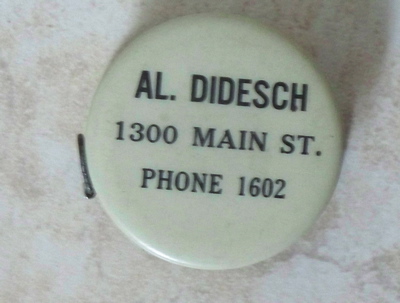 AL. DIDESCH
1300 MAIN ST.
PHONE 1602